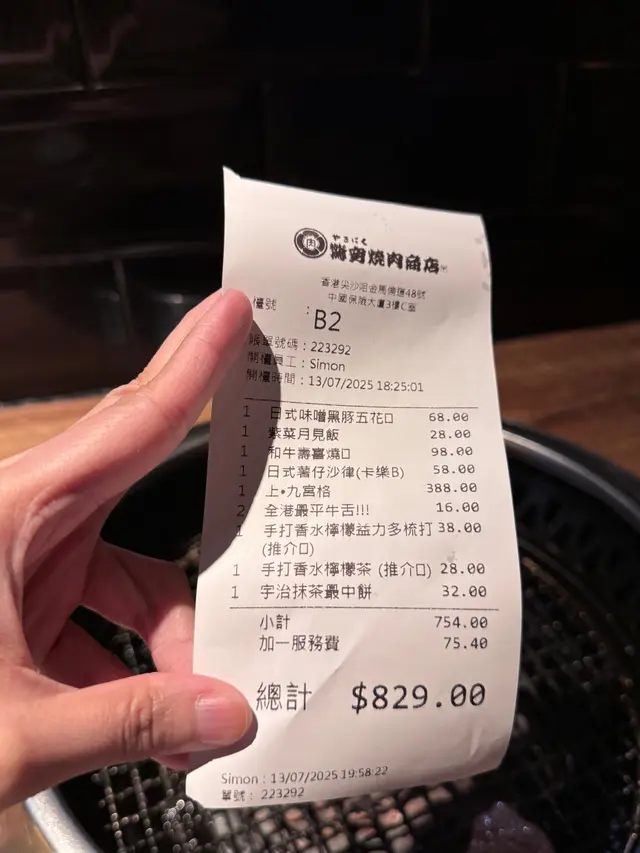 肉
やきにく
燒肉商店
香港尖沙咀金馬倫道48號
中國保險大廈3樓C室
檯號 : B2
賬單號碼 : 223292
開檯員工 : Simon
開檯時間 : 13/07/2025 18:25:01
1 日式味噌黑豚五花口 68.00
1 紫菜月見飯 28.00
1 和牛壽喜燒口 98.00
1 日式薯仔沙律(卡樂B) 58.00
1 上•九宮格 388.00
2 全港最平牛舌!!! 16.00
1 手打香水檸檬益力多梳打 38.00
(推介口)
1 手打香水檸檬茶 (推介口) 28.00
1 宇治抹茶最中餅 32.00
小計 754.00
加一服務費 75.40
總計 $829.00
Simon : 13/07/2025 19:58:22
單號 : 223292